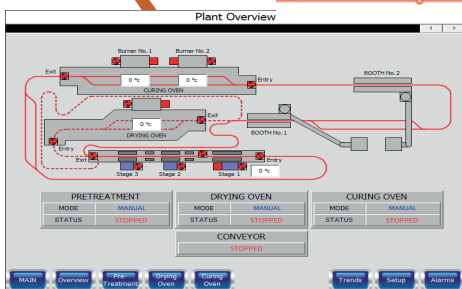 Plant Overview
Burner No. 1 Burner No. 2
Exit
0 °c 0 °c
Entry
CURING OVEN
BOOTH No.2
0 °c
Exit
DRYING OVEN
BOOTH No.1
Entry
Exit Entry
Stage 3 Stage 2 Stage 1 0 °c
PRETREATMENT DRYING OVEN CURING OVEN
MODE MANUAL MODE MANUAL MODE MANUAL
STATUS STOPPED STATUS STOPPED STATUS STOPPED
CONVEYOR
STOPPED
MAIN Overview Pre-Treatment Drying Oven Curing Oven Trends Setup Alarms